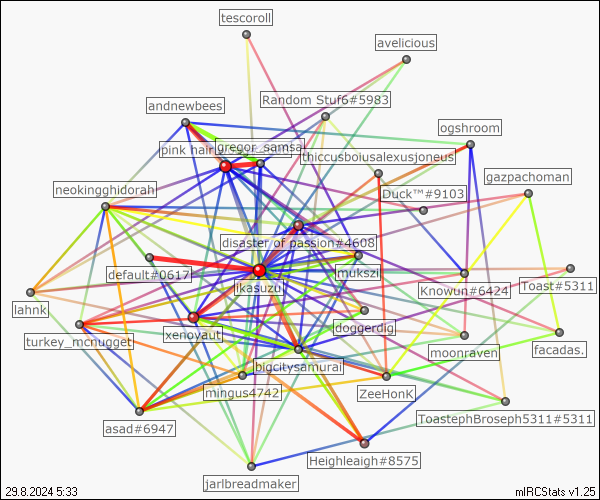 tescoroll
avelicious
Random Stuf6#5983
andnewbees
ogshroom
pink hair
gregor_samsa
thiccusboiusalexusjoneus
gazpachoman
neokingghidorah
Duck™#9103
disaster of passion#4608
default#0617
imukszi
Toast#5311
ikasuzu
Knowun#6424
lahnk
doggerdig
turkey_mcnugget
xenoyaut
moonraven
facadas.
bigcitysamurai
mingus4742
ZeeHonK
ToastephBroseph5311#5311
asad#6947
Heighleaigh#8575
jarlbreadmaker
29.8.2024 5:33
mIRCStats v1.25